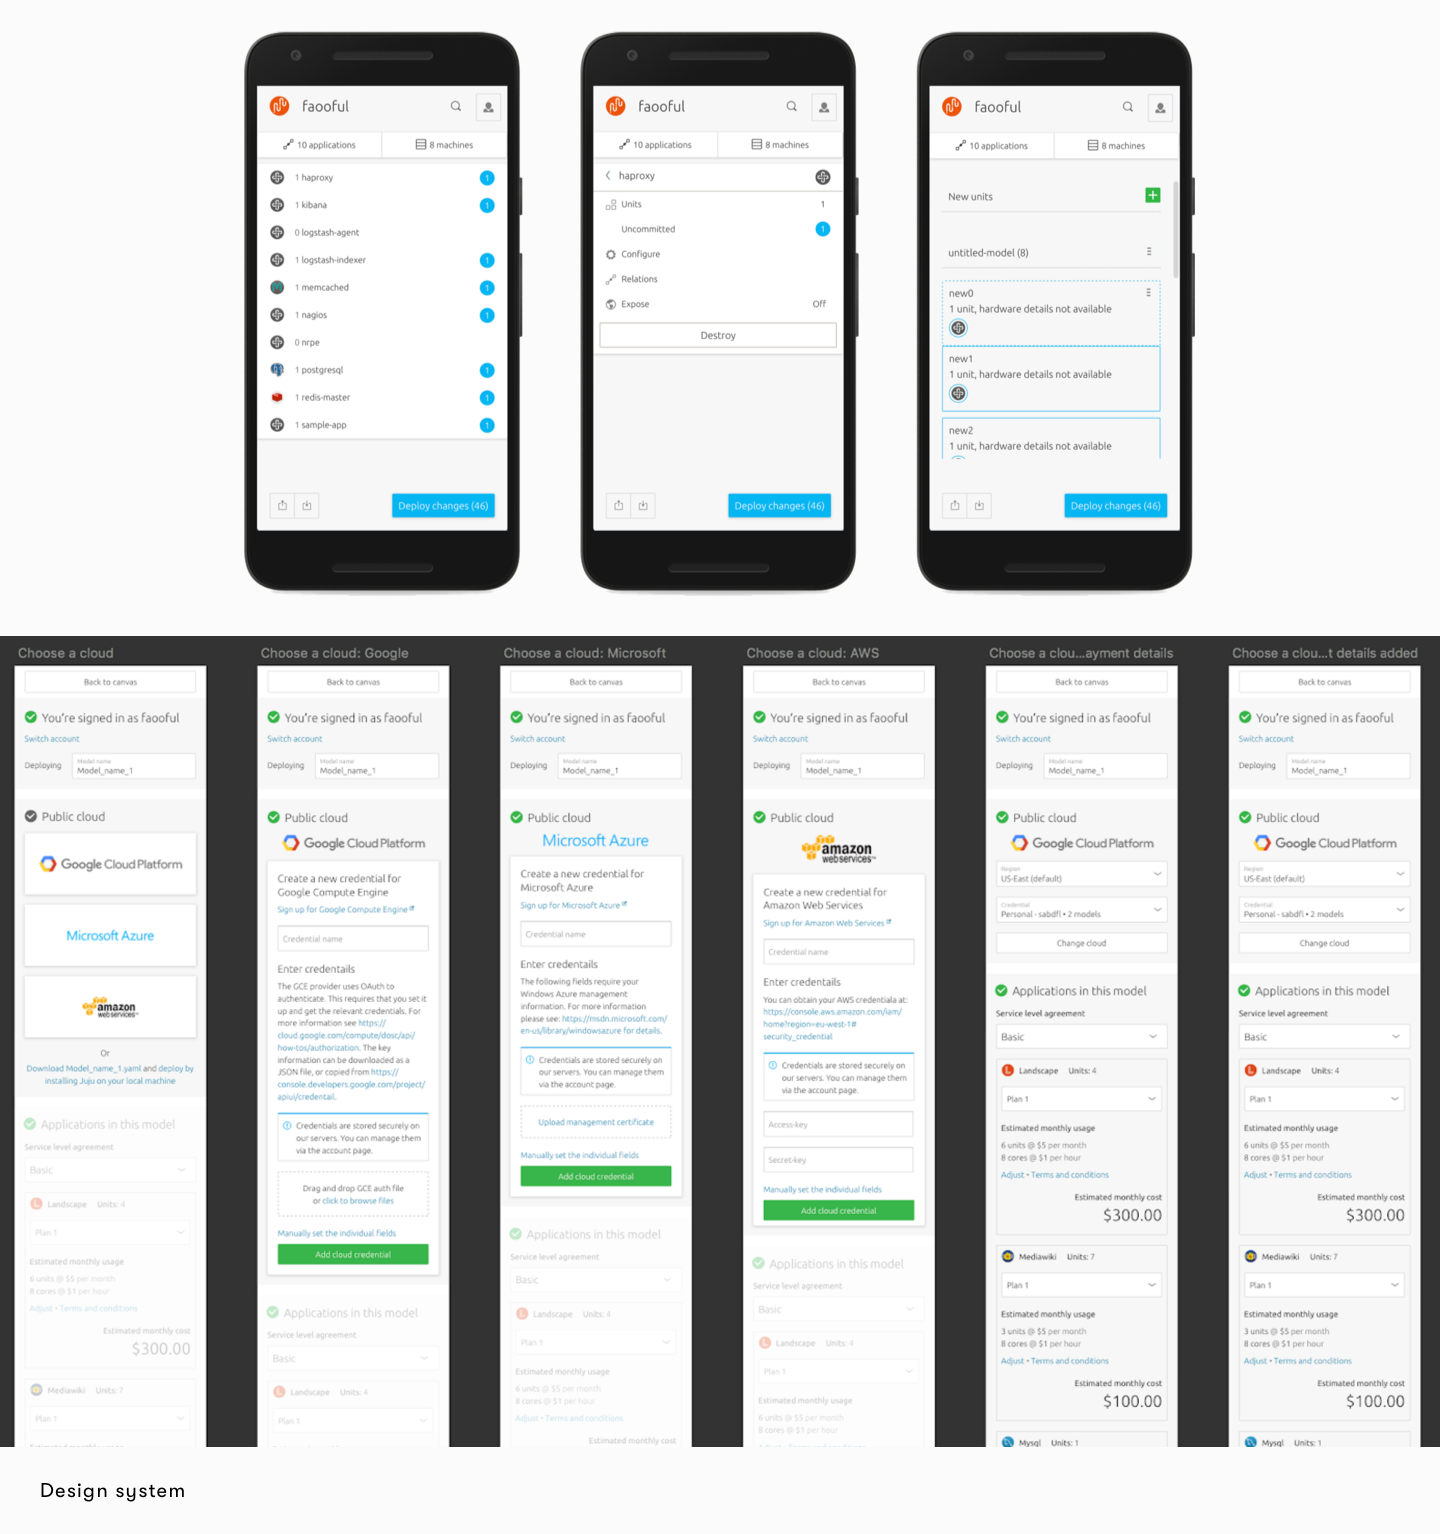 faooful
10 applications
8 machines
1 haproxy
1
1 kibana
1
0 logstash-agent
1 logstash-indexer
1
1 memcached
1
1 nagios
1
0 nrpe
1 postgresql
1
1 redis-master
1
1 sample-app
1
Deploy changes (46)
faooful
10 applications
8 machines
haproxy
Units
1
Uncommitted
1
Configure
Relations
Expose
Off
Destroy
Deploy changes (46)
faooful
10 applications
8 machines
New units
untitled-model (8)
new0
1 unit, hardware details not available
new1
1 unit, hardware details not available
new2
1 unit, hardware details not available
Deploy changes (46)
Choose a cloud
Back to canvas
You're signed in as faooful
Switch account
Deploying
Model name
Model_name_1
Public cloud
Google Cloud Platform
Microsoft Azure
amazon
web services™
Or
Download Model_name_1.yaml and deploy by
installing Juju on your local machine
Applications in this model
Service level agreement
Basic
Landscape Units: 4
Plan 1
Estimated monthly usage
6 units @ $5 per month
8 cores @ $1 per hour
Adjust • Terms and conditions
Estimated monthly cost
$300.00
Mediawiki Units: 7
Plan 1
Estimated monthly usage
Choose a cloud: Google
Back to canvas
You're signed in as faooful
Switch account
Deploying
Model name
Model_name_1
Public cloud
Google Cloud Platform
Create a new credential for
Google Compute Engine
Sign up for Google Compute Engine
Credential name
Enter credentails
The GCE provider uses OAuth to
authenticate. This requires that you set it
up and get the relevant credentials. For
more information see https://
cloud.google.com/compute/dosc/api/
how-tos/authorization. The key
information can be downloaded as a
JSON file, or copied from https://
console.developers.google.com/project/
apiui/credentail.
Credentials are stored securely on
our servers. You can manage them
via the account page.
Drag and drop GCE auth file
or click to browse files
Manually set the individual fields
Add cloud credential
Applications in this model
Service level agreement
Basic
Landscape Units: 4
Plan 1
Choose a cloud: Microsoft
Back to canvas
You're signed in as faooful
Switch account
Deploying
Model name
Model_name_1
Public cloud
Microsoft Azure
Create a new credential for
Microsoft Azure
Sign up for Microsoft Azure
Credential name
Enter credentails
The following fields require your
Windows Azure management
information. For more information
please see: https://msdn.microsoft.com/
en-us/library/windowsazure for details.
Credentials are stored securely on
our servers. You can manage them
via the account page.
Upload management certificate
Manually set the individual fields
Add cloud credential
Applications in this model
Service level agreement
Basic
Landscape Units: 4
Plan 1
Estimated monthly usage
6 units @ $5 per month
8 cores @ $1 per hour
Adjust • Terms and conditions
Estimated monthly cost
Choose a cloud: AWS
Back to canvas
You're signed in as faooful
Switch account
Deploying
Model name
Model_name_1
Public cloud
amazon
web services™
Create a new credential for
Amazon Web Services
Sign up for Amazon Web Services
Credential name
Enter credentails
You can obtain your AWS credentiala at:
https://console.aws.amazon.com/iam/
home?region=eu-west-1#
security_credential
Credentials are stored securely on
our servers. You can manage them
via the account page.
Access-key
Secret-key
Manually set the individual fields
Add cloud credential
Applications in this model
Service level agreement
Basic
Landscape Units: 4
Plan 1
Estimated monthly usage
6 units @ $5 per month
8 cores @ $1 per hour
Adjust • Terms and conditions
Choose a clou...ayment details
Back to canvas
You're signed in as faooful
Switch account
Deploying
Model name
Model_name_1
Public cloud
Google Cloud Platform
Region
US-East (default)
Credential
Personal - sabdfl • 2 models
Change cloud
Applications in this model
Service level agreement
Basic
Landscape Units: 4
Plan 1
Estimated monthly usage
6 units @ $5 per month
8 cores @ $1 per hour
Adjust • Terms and conditions
Estimated monthly cost
$300.00
Mediawiki Units: 7
Plan 1
Estimated monthly usage
3 units @ $5 per month
8 cores @ $1 per hour
Adjust • Terms and conditions
Estimated monthly cost
$100.00
Mysql Units: 1
Choose a clou...t details added
Back to canvas
You're signed in as faooful
Switch account
Deploying
Model name
Model_name_1
Public cloud
Google Cloud Platform
Region
US-East (default)
Credential
Personal - sabdfl • 2 models
Change cloud
Applications in this model
Service level agreement
Basic
Landscape Units: 4
Plan 1
Estimated monthly usage
6 units @ $5 per month
8 cores @ $1 per hour
Adjust • Terms and conditions
Estimated monthly cost
$300.00
Mediawiki Units: 7
Plan 1
Estimated monthly usage
3 units @ $5 per month
8 cores @ $1 per hour
Adjust • Terms and conditions
Estimated monthly cost
$100.00
Mysql Units: 1
Design system